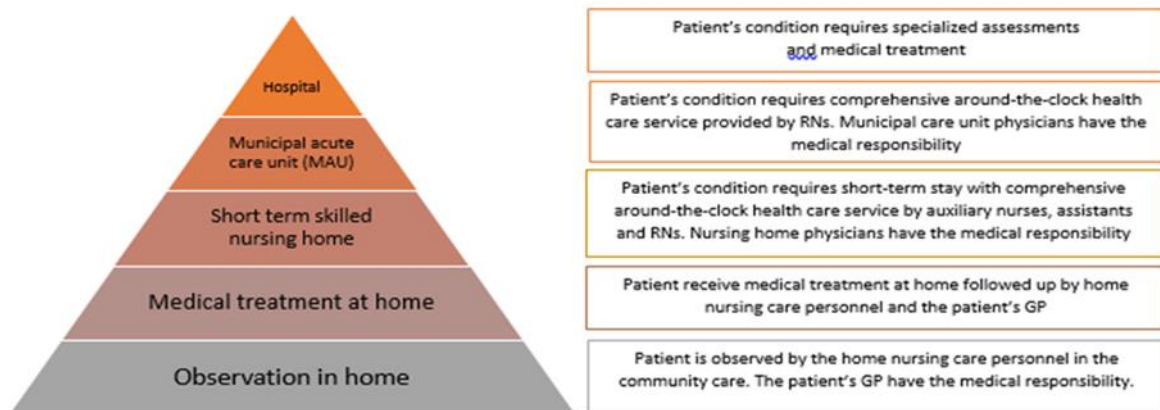 Hospital
Patient's condition requires specialized assessments
and medical treatment
Municipal acute
care unit (MAU)
Patient's condition requires comprehensive around-the-clock health
care service provided by RNs. Municipal care unit physicians have the
medical responsibility
Short term skilled
nursing home
Patient's condition requires short-term stay with comprehensive
around-the-clock health care service by auxiliary nurses, assistants
and RNs. Nursing home physicians have the medical responsibility
Medical treatment at home
Patient receive medical treatment at home followed up by home
nursing care personnel and the patient's GP
Observation in home
Patient is observed by the home nursing care personnel in the
community care. The patient's GP have the medical responsibility.